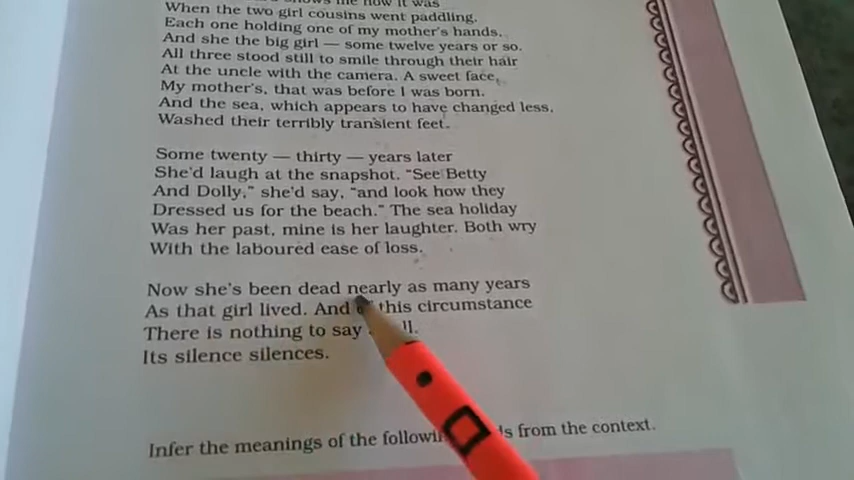 me how it was
When the two girl cousins went paddling,
Each one holding one of my mother's hands,
And she the big girl — some twelve years or so.
All three stood still to smile through their hair
At the uncle with the camera. A sweet face,
My mother's, that was before I was born.
And the sea, which appears to have changed less,
Washed their terribly transient feet.
Some twenty — thirty — years later
She'd laugh at the snapshot. "See Betty
And Dolly," she'd say, "and look how they
Dressed us for the beach." The sea holiday
Was her past, mine is her laughter. Both wry
With the laboured ease of loss.
Now she's been dead nearly as many years
As that girl lived. And of this circumstance
There is nothing to say
Its silence silences.
Infer the meanings of the from the context.